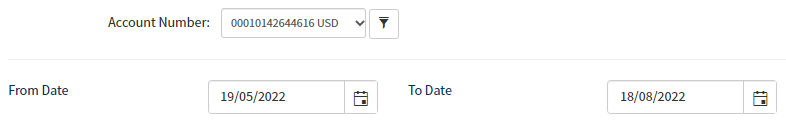 Account Number: 00010142644616 USD
From Date 19/05/2022 To Date 18/08/2022